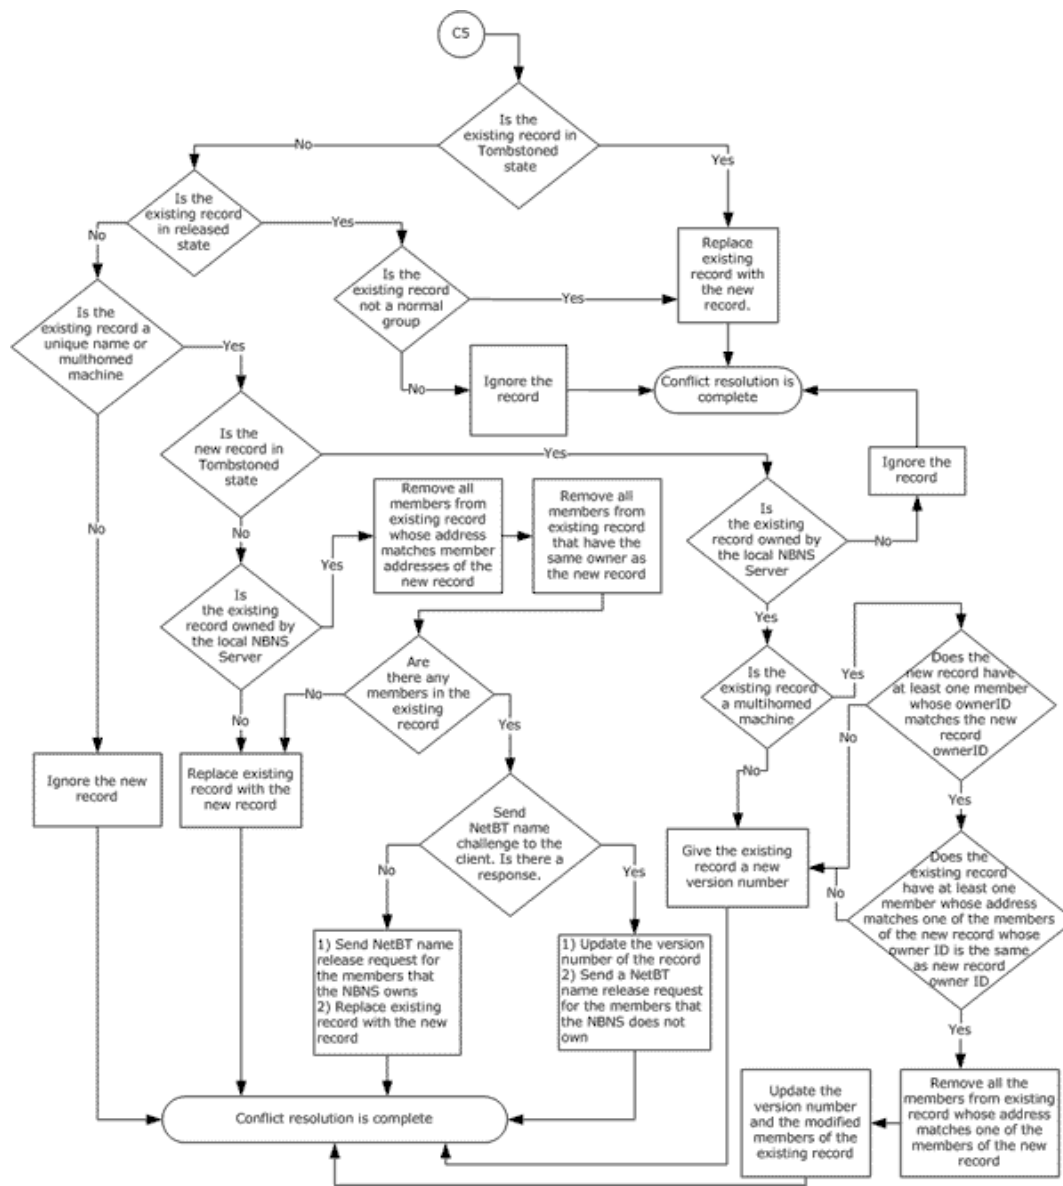 C5
Is the
existing record in
Tombstoned
state
No
Yes
Is the
existing record
in released
state
No
Yes
Replace
existing
record with
the new
record.
Is the
existing record
not a normal
group
Yes
Is the
existing record a
unique name or
multhomed
machine
Yes
No
Ignore the
record
Conflict resolution is
complete
Is the
new record in
Tombstoned
state
Yes
Ignore the
record
Remove all
members from
existing record
whose address
matches member
addresses of the
new record
Remove all
members from
existing record
that have the
same owner as
the new record
Is
the existing
record owned by
the local NBNS
Server
No
No
No
Yes
Is
the existing
record owned by
the local NBNS
Server
Yes
Are
there any
members in the
existing
record
No
Yes
Is the
existing record
a multihomed
machine
Yes
Does the
new record have
at least one member
whose ownerID
matches the new
record
ownerID
No
No
No
Yes
Ignore the new
record
Replace existing
record with the
new record
Send
NetBT name
challenge to the
client. Is there a
response.
No
Yes
Give the existing
record a new
version number
Does the
existing record
have at least one
member whose address
matches one of the members
of the new record whose
owner ID is the same
as new record
owner ID
No
Yes
1) Send NetBT name
release request for
the members that
the NBNS owns
2) Replace existing
record with the new
record
1) Update the version
number of the record
2) Send a NetBT
name release request
for the members that
the NBNS does not
own
Update the
version number
and the modified
members of the
existing record
Remove all the
members from existing
record whose address
matches one of the
members of the new
record
Conflict resolution is complete